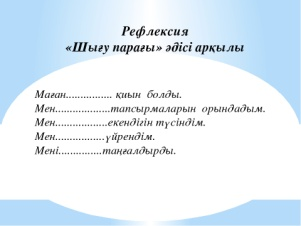 Рефлексия
«Шығу парағы» әдісі арқылы
Маған................ қиын болды.
Мен...................тапсырмаларын орындадым.
Мен..................екендігін түсіндім.
Мен.................үйрендім.
Мені...............таңғалдырды.